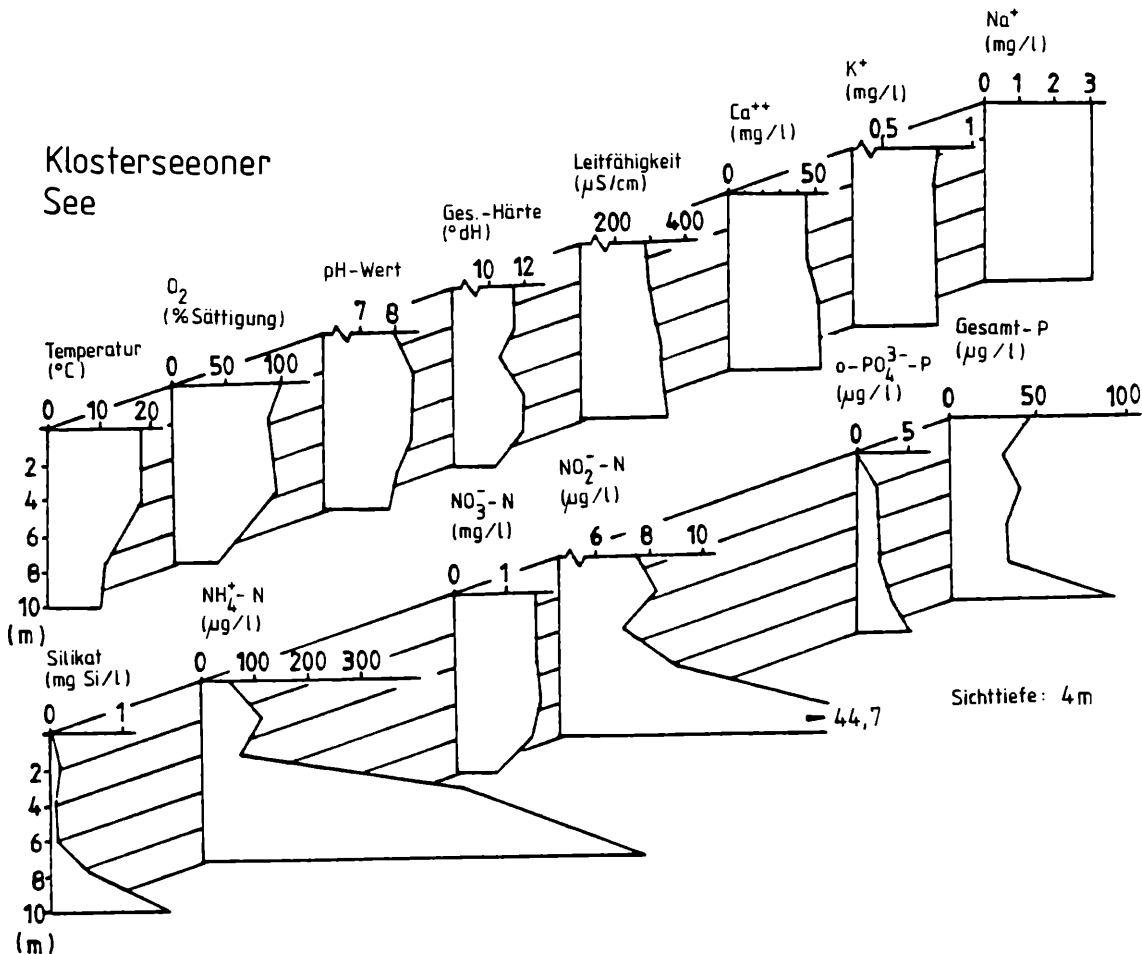 Klosterseeoner
See
Temperatur
(°C)
0 10 20
O₂
(% Sättigung)
0 50 100
pH-Wert
7 8
Ges.-Härte
(°dH)
10 12
Leitfähigkeit
(µS/cm)
200 400
Ca⁺⁺
(mg/l)
0 50
K⁺
(mg/l)
0,5 1
Na⁺
(mg/l)
0 1 2 3
2
4
6
8
10
(m)
Silikat
(mg Si/l)
0 1
NH₄⁺-N
(µg/l)
0 100 200 300
NO₃⁻-N
(mg/l)
0 1
NO₂⁻-N
(µg/l)
6 8 10
44,7
o-PO₄³⁻-P
(µg/l)
0 5
Gesamt-P
(µg/l)
0 50 100
Sichttiefe: 4m
2
4
6
8
10
(m)